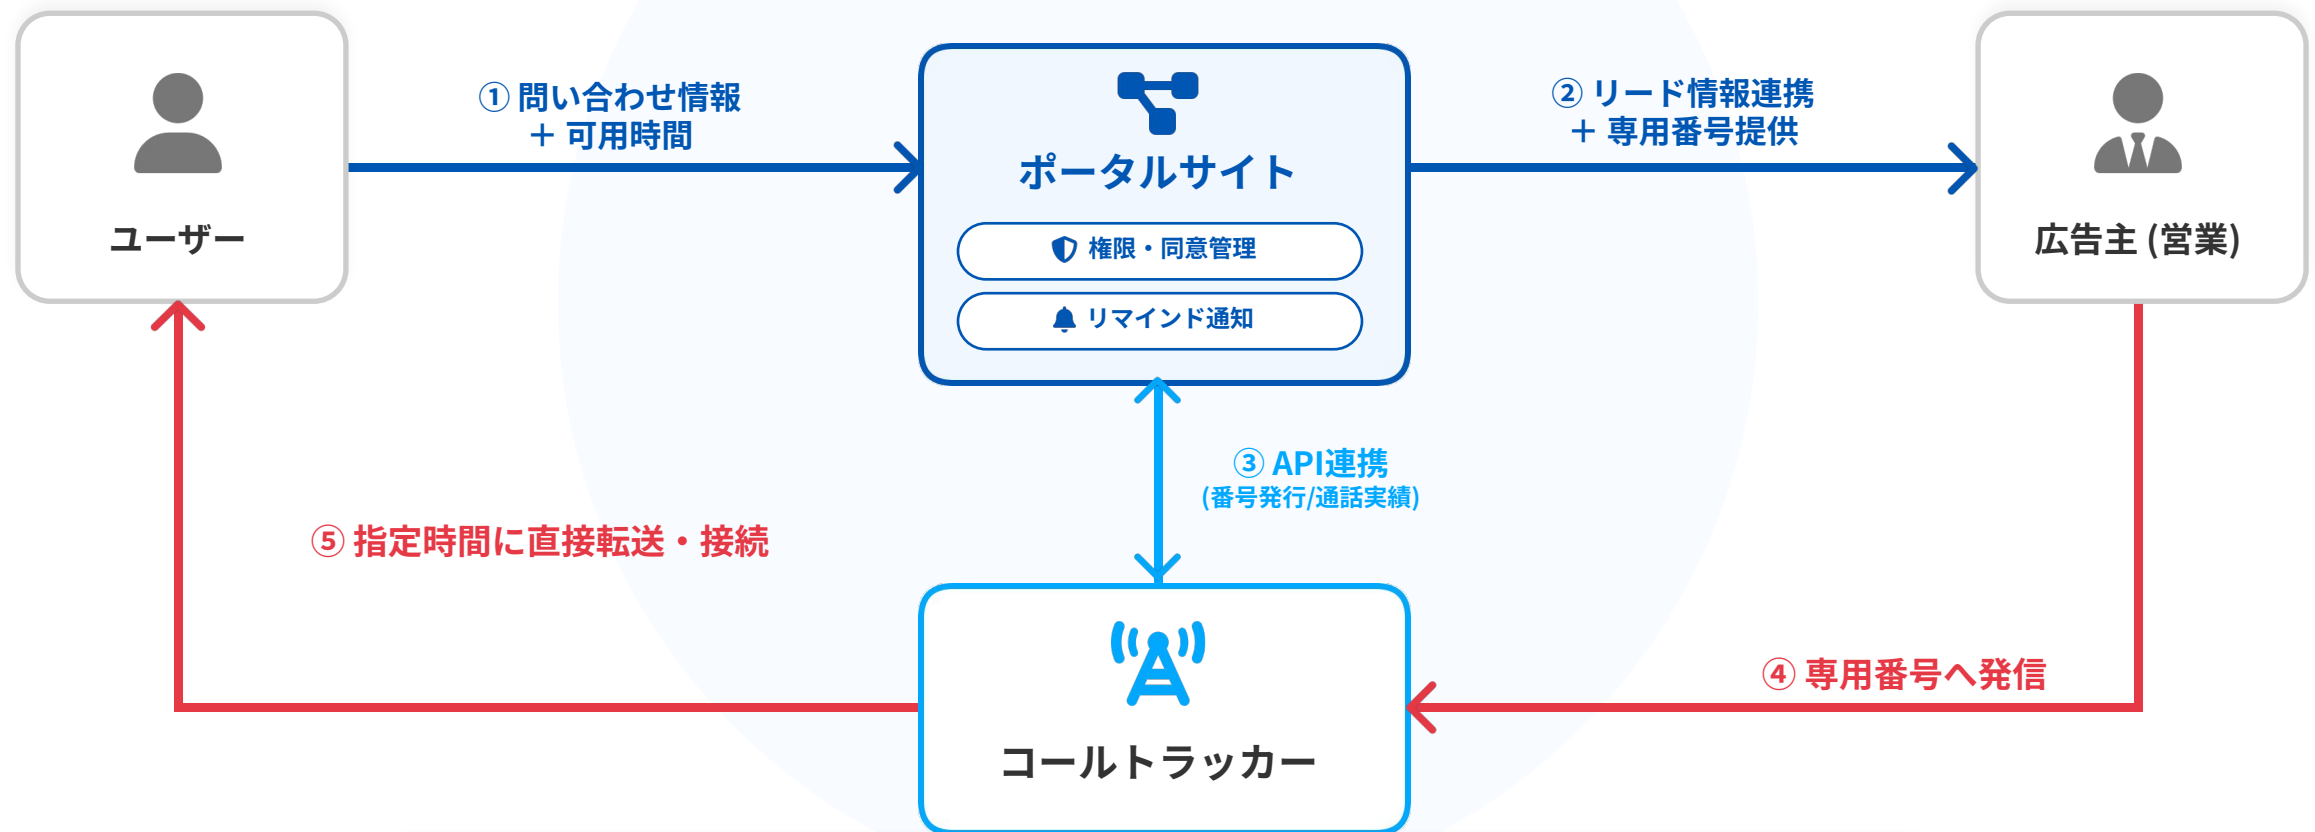 ① 問い合わせ情報
＋ 可用時間
② リード情報連携
＋ 専用番号提供
ユーザー
ポータルサイト
権限・同意管理
リマインド通知
広告主 (営業)
③ API連携
(番号発行/通話実績)
⑤ 指定時間に直接転送・接続
④ 専用番号へ発信
コールトラッカー